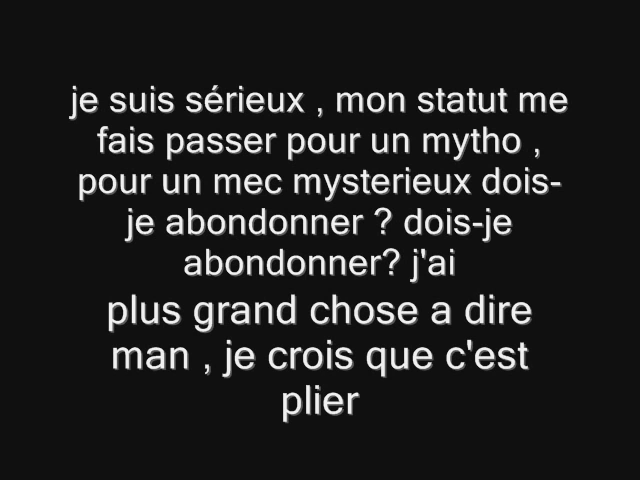 je suis sérieux , mon statut me
fais passer pour un mytho ,
pour un mec mysterieux dois-
je abondonner ? dois-je
abondonner? j'ai
plus grand chose a dire
man , je crois que c'est
plier